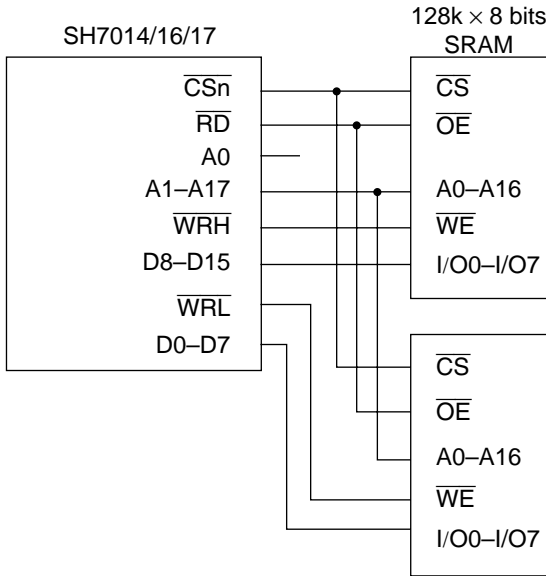 128k × 8 bits
SRAM
SH7014/16/17
CSn
RD
A0
A1–A17
WRH
D8–D15
WRL
D0–D7
CS
OE
A0–A16
WE
I/O0–I/O7
CS
OE
A0–A16
WE
I/O0–I/O7